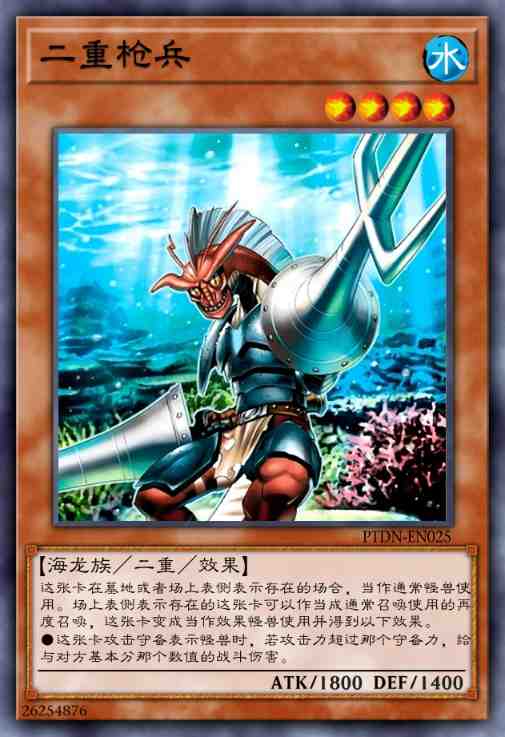 二重枪兵
水
PTDN-EN025
【海龙族／二重／效果】
这张卡在墓地或者场上表侧表示存在的场合，当作通常怪兽使
用。场上表侧表示存在的这张卡可以作当成通常召唤使用的再
度召唤，这张卡变成当作效果怪兽使用并得到以下效果。
●这张卡攻击守备表示怪兽时，若攻击力超过那个守备力，给
与对方基本分那个数值的战斗伤害。
ATK/1800 DEF/1400
26254876